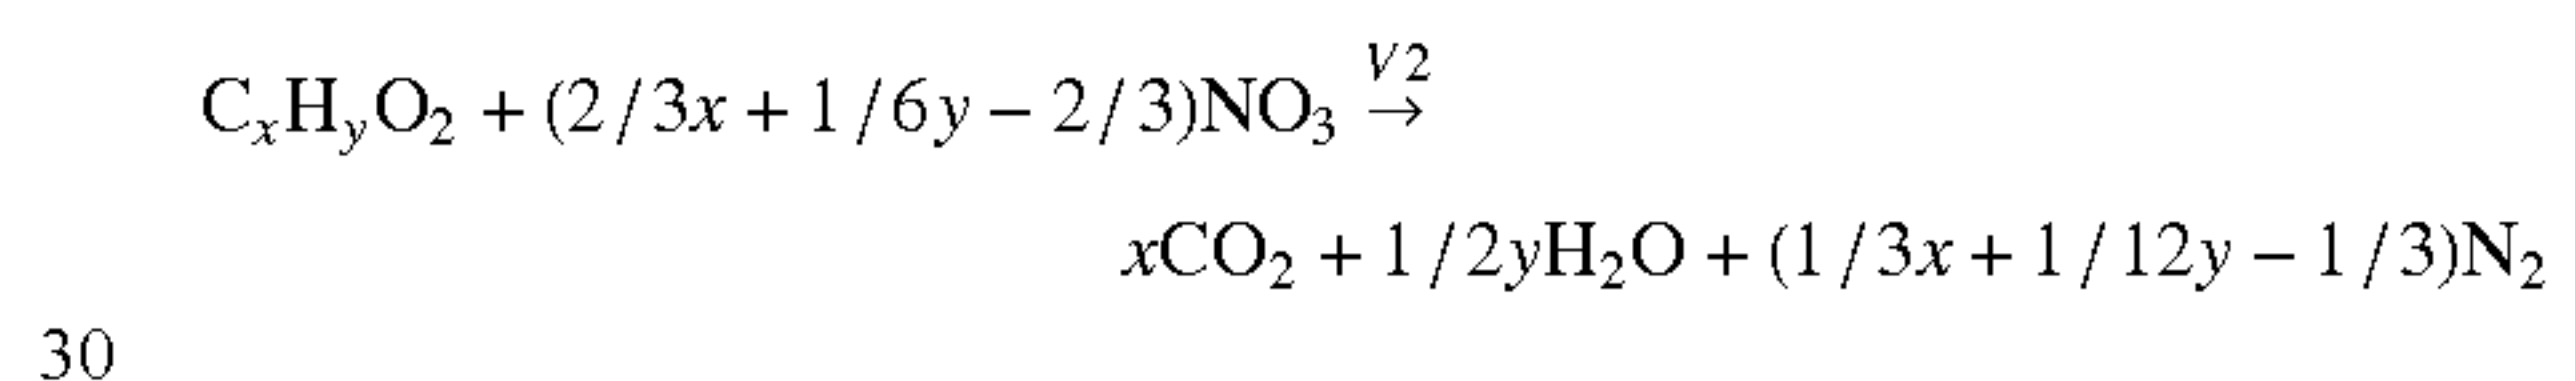 CₓHᵧO₂ + (2/3x + 1/6y − 2/3)NO₃ V2 →
xCO₂ + 1/2yH₂O + (1/3x + 1/12y − 1/3)N₂
30